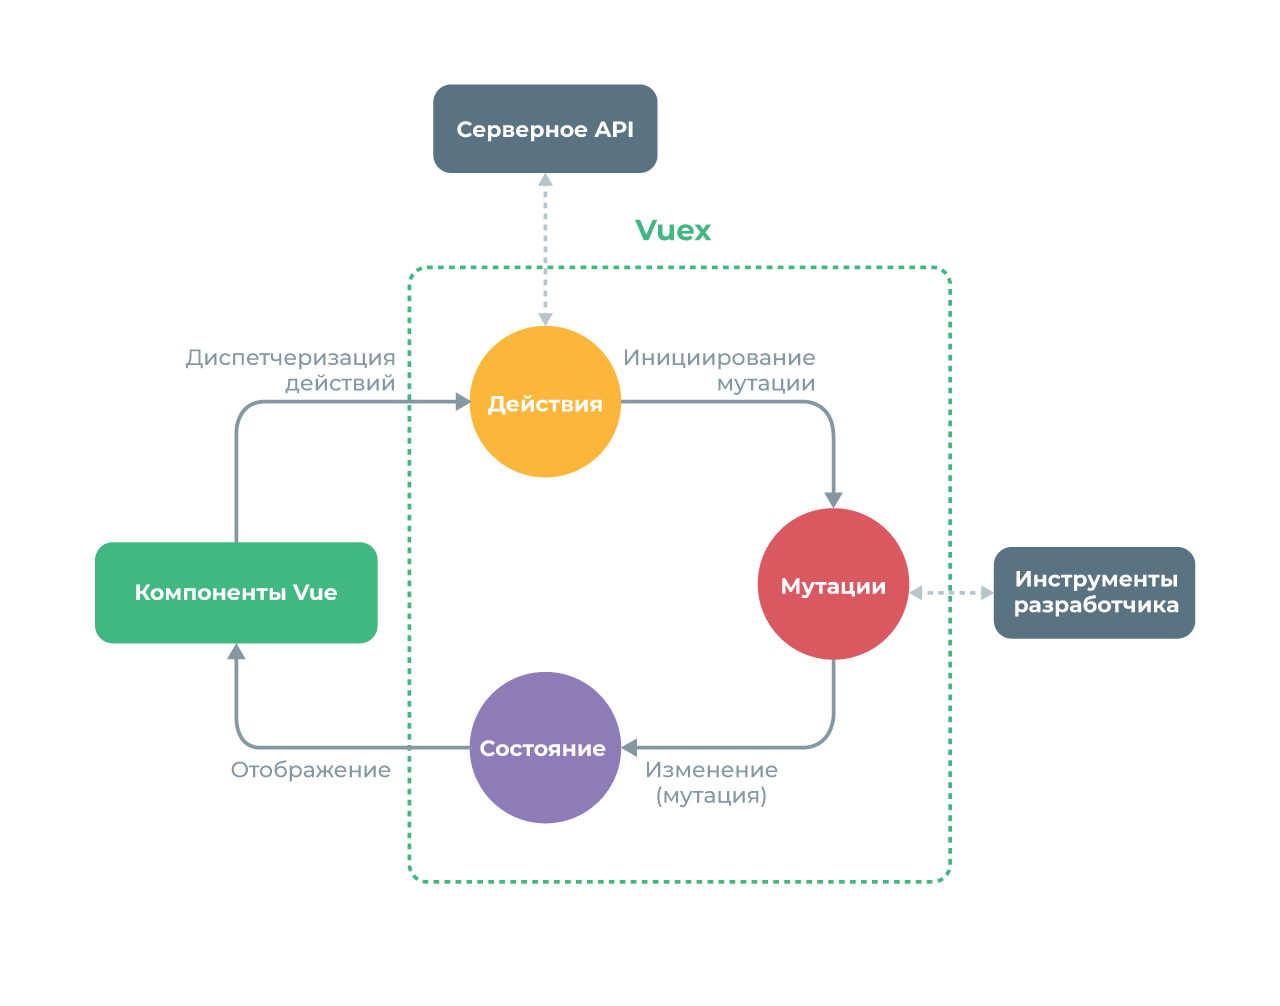 Серверное API
Vuex
Диспетчеризация
действий
Действия
Инициирование
мутации
Компоненты Vue
Мутации
Инструменты
разработчика
Состояние
Отображение
Изменение
(мутация)